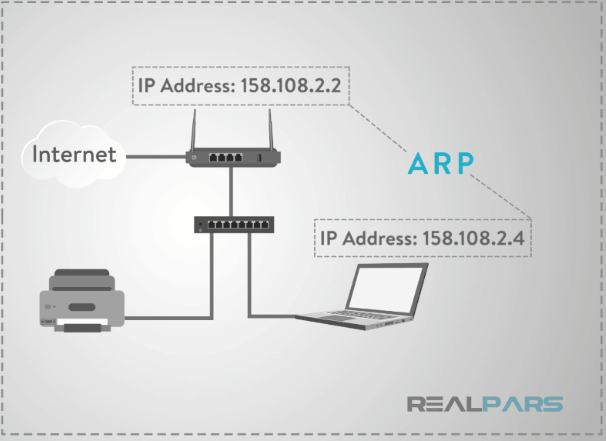 IP Address: 158.108.2.2
Internet
ARP
IP Address: 158.108.2.4
REALPARS